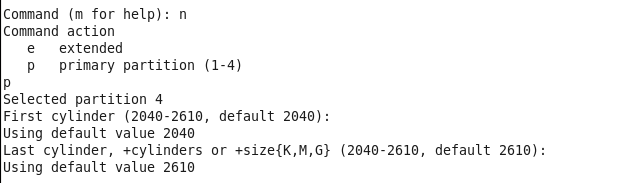 Command (m for help): n
Command action
   e   extended
   p   primary partition (1-4)
p
Selected partition 4
First cylinder (2040-2610, default 2040):
Using default value 2040
Last cylinder, +cylinders or +size{K,M,G} (2040-2610, default 2610):
Using default value 2610